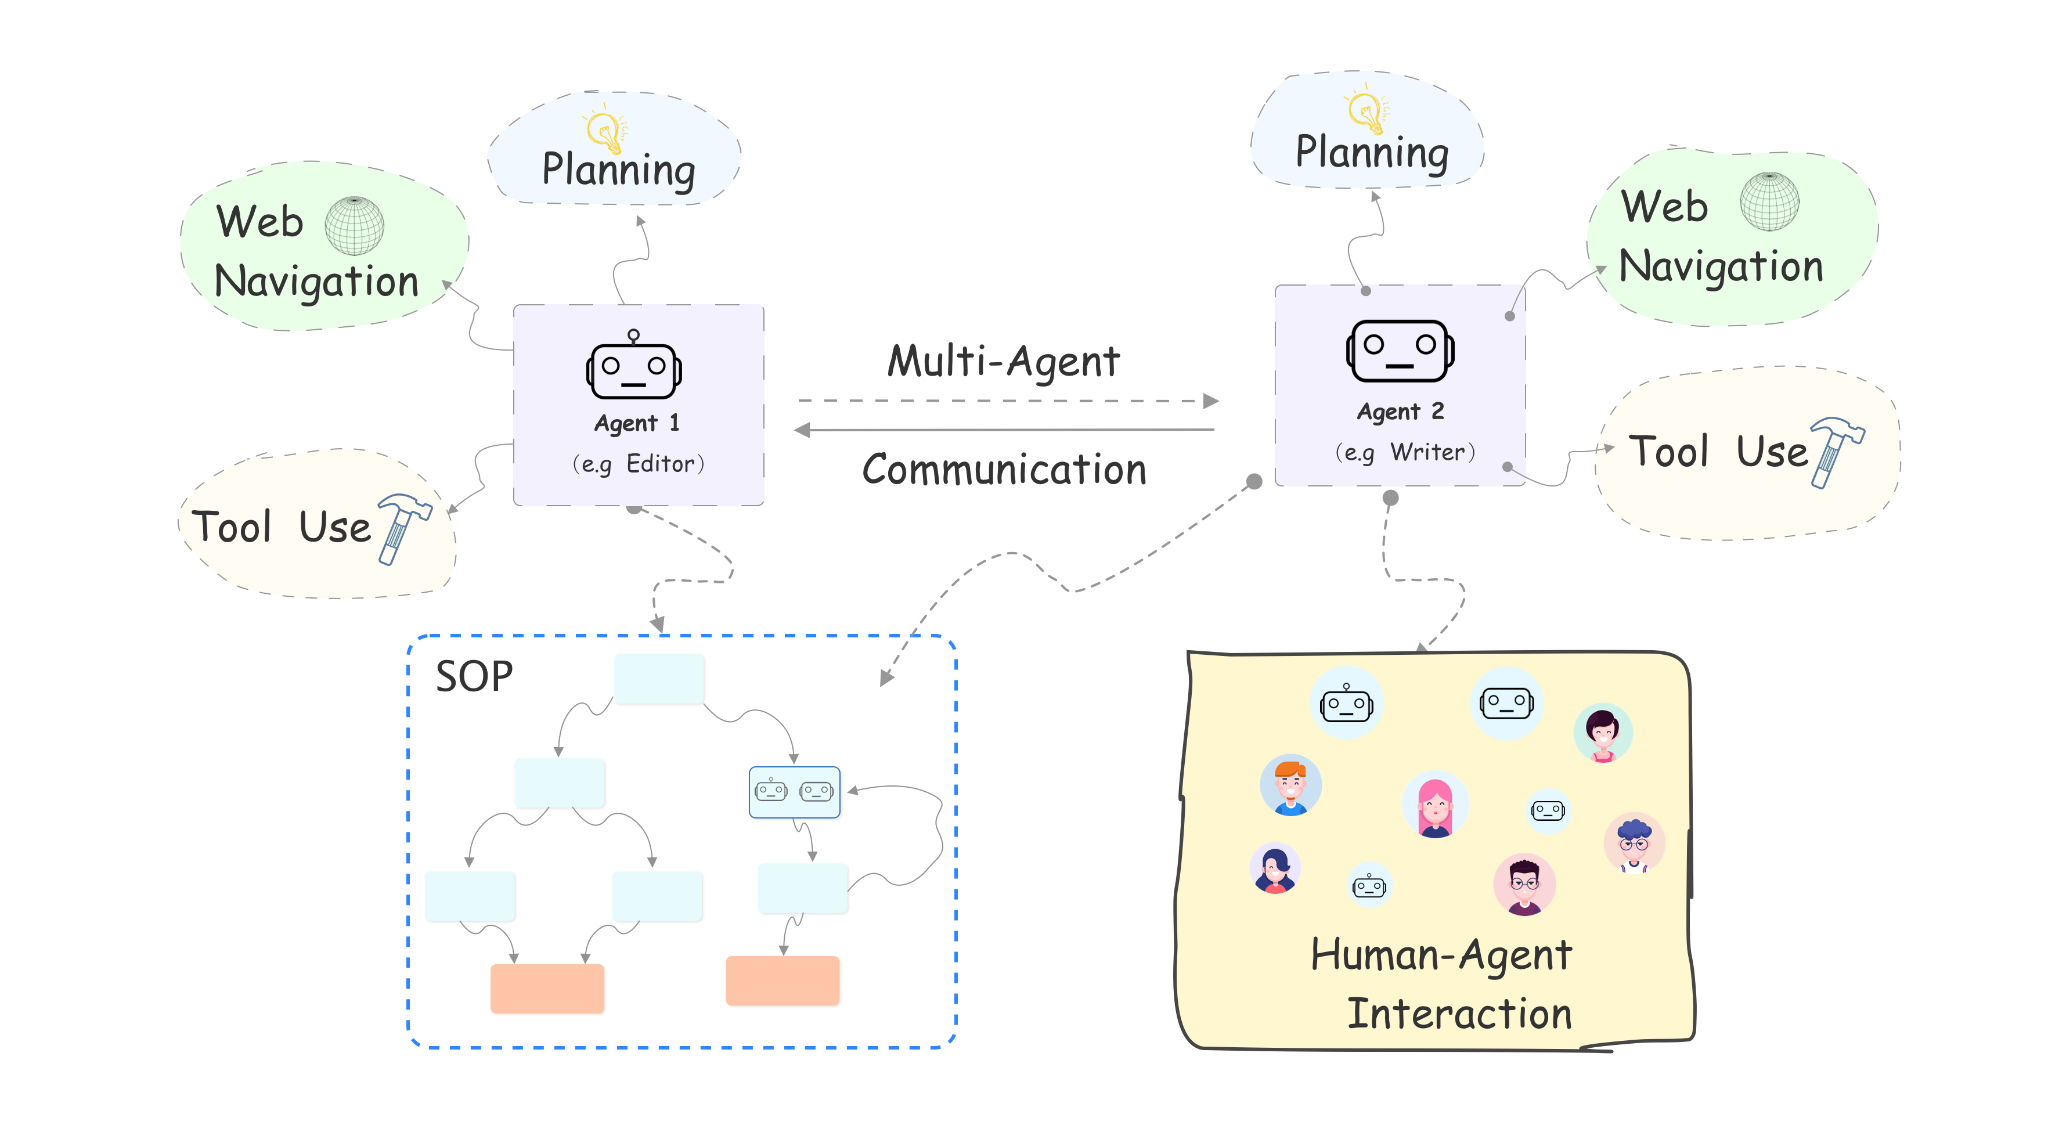 Planning
Web
Navigation
Tool Use
Agent 1
(e.g Editor)
Multi-Agent
Communication
Planning
Web
Navigation
Tool Use
Agent 2
(e.g Writer)
SOP
Human-Agent
Interaction